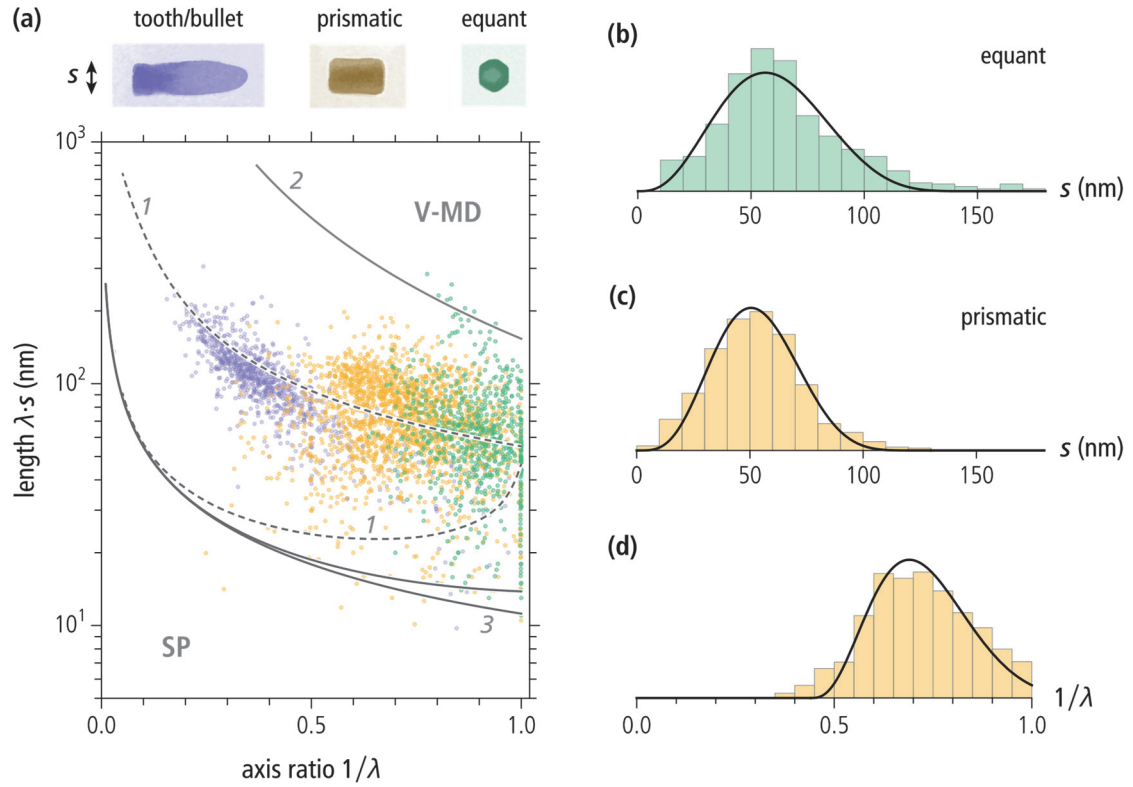 (a)
tooth/bullet
prismatic
equant
s
10³
10²
10¹
length λ·s (nm)
1
2
V-MD
1
3
SP
0.0
0.5
1.0
axis ratio 1/λ
(b)
equant
0
50
100
150
s (nm)
(c)
prismatic
0
50
100
150
s (nm)
(d)
1/λ
0.0
0.5
1.0